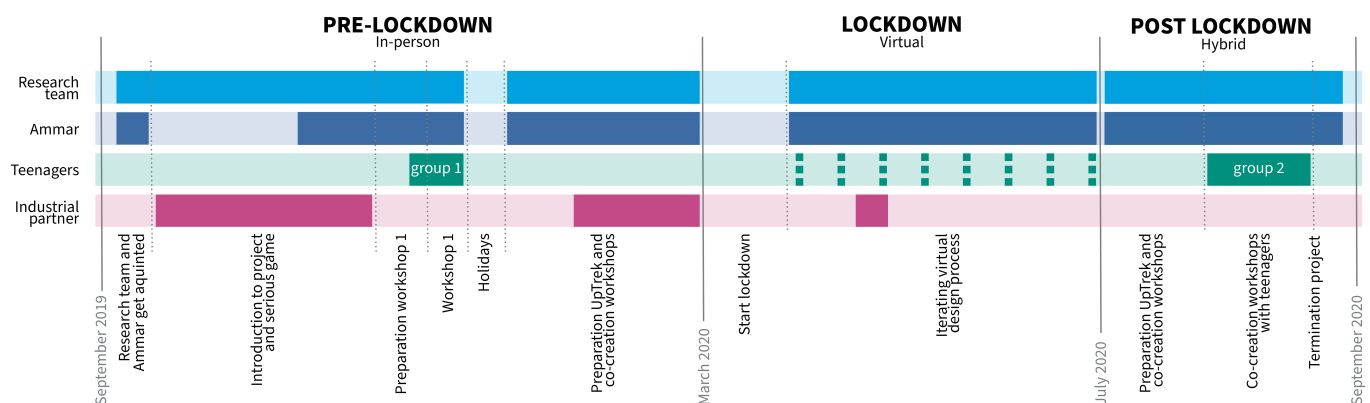 PRE-LOCKDOWN
In-person
LOCKDOWN
Virtual
POST LOCKDOWN
Hybrid
Research
team
Ammar
Teenagers
group 1
group 2
Industrial
partner
September 2019
Research team and
Ammar get aquinted
Introduction to project
and serious game
Preparation workshop 1
Workshop 1
Holidays
Preparation UpTrek and
co-creation workshops
March 2020
Start lockdown
Iterating virtual
design process
July 2020
Preparation UpTrek and
co-creation workshops
Co-creation workshops
with teenagers
Termination project
September 2020